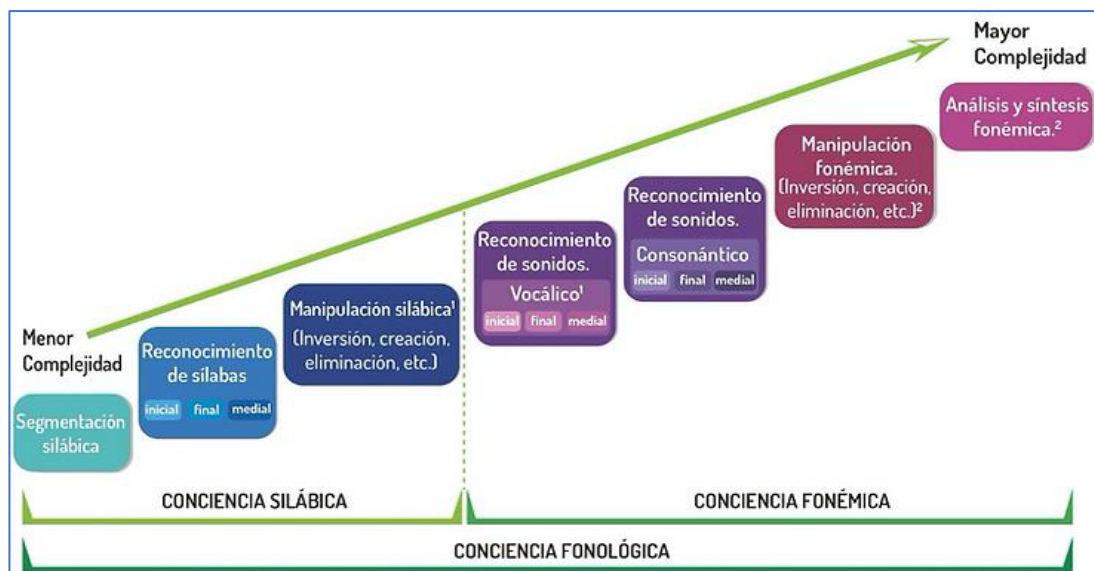 Mayor
Complejidad
Análisis y síntesis
fonémica.²
Manipulación
fonémica.
(Inversión, creación,
eliminación, etc.)²
Reconocimiento
de sonidos.
Consonántico
inicial final medial
Reconocimiento
de sonidos.
Vocálico¹
inicial final medial
Manipulación silábica¹
(Inversión, creación,
eliminación, etc.)
Menor
Complejidad
Reconocimiento
de sílabas
inicial final medial
Segmentación
silábica
CONCIENCIA SILÁBICA
CONCIENCIA FONÉMICA
CONCIENCIA FONOLÓGICA